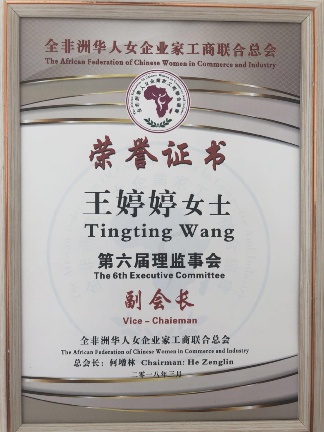 全非洲华人女企业家工商联合总会
The African Federation of Chinese Women in Commerce and Industry
荣誉证书
王婷婷女士
Tingting Wang
第六届理监事会
The 6th Executive Committee
副会长
Vice - Chaieman
全非洲华人女企业家工商联合总会
The African Federation of Chinese Women in Commerce and Industry
总会长：何增林 Chairman: He Zenglin
二零一八年三月